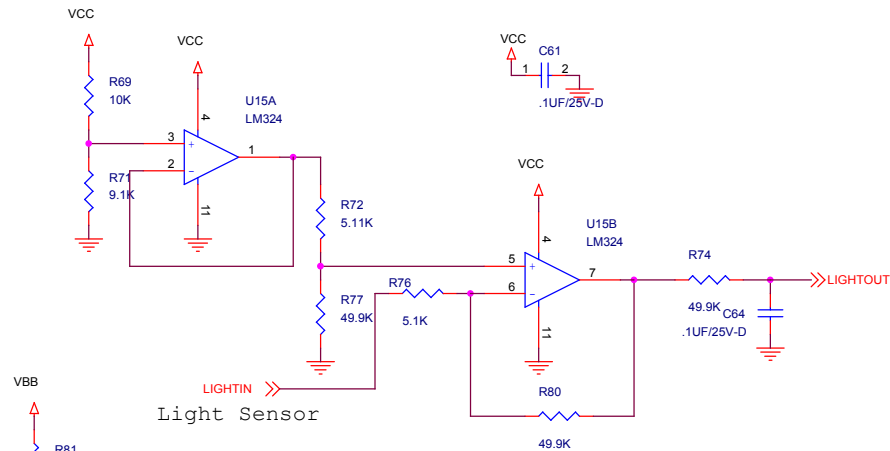 VCC
VCC
VCC
C61
1
2
.1UF/25V-D
R69
10K
U15A
LM324
4
3
+
1
2
-
R71
9.1K
11
R72
5.11K
VCC
U15B
LM324
4
5
+
7
R74
R76
6
-
LIGHTOUT
R77
49.9K
49.9K
C64
5.1K
11
.1UF/25V-D
VBB
LIGHTIN
R80
Light Sensor
49.9K
R81